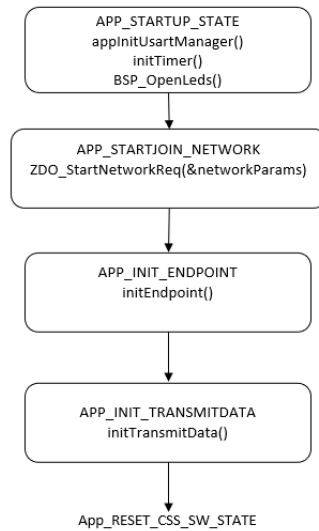 APP_STARTUP_STATE
appInitUsartManager()
initTimer()
BSP_OpenLeds()
APP_STARTJOIN_NETWORK
ZDO_StartNetworkReq(&networkParams)
APP_INIT_ENDPOINT
initEndpoint()
APP_INIT_TRANSMITDATA
initTransmitData()
App_RESET_CSS_SW_STATE